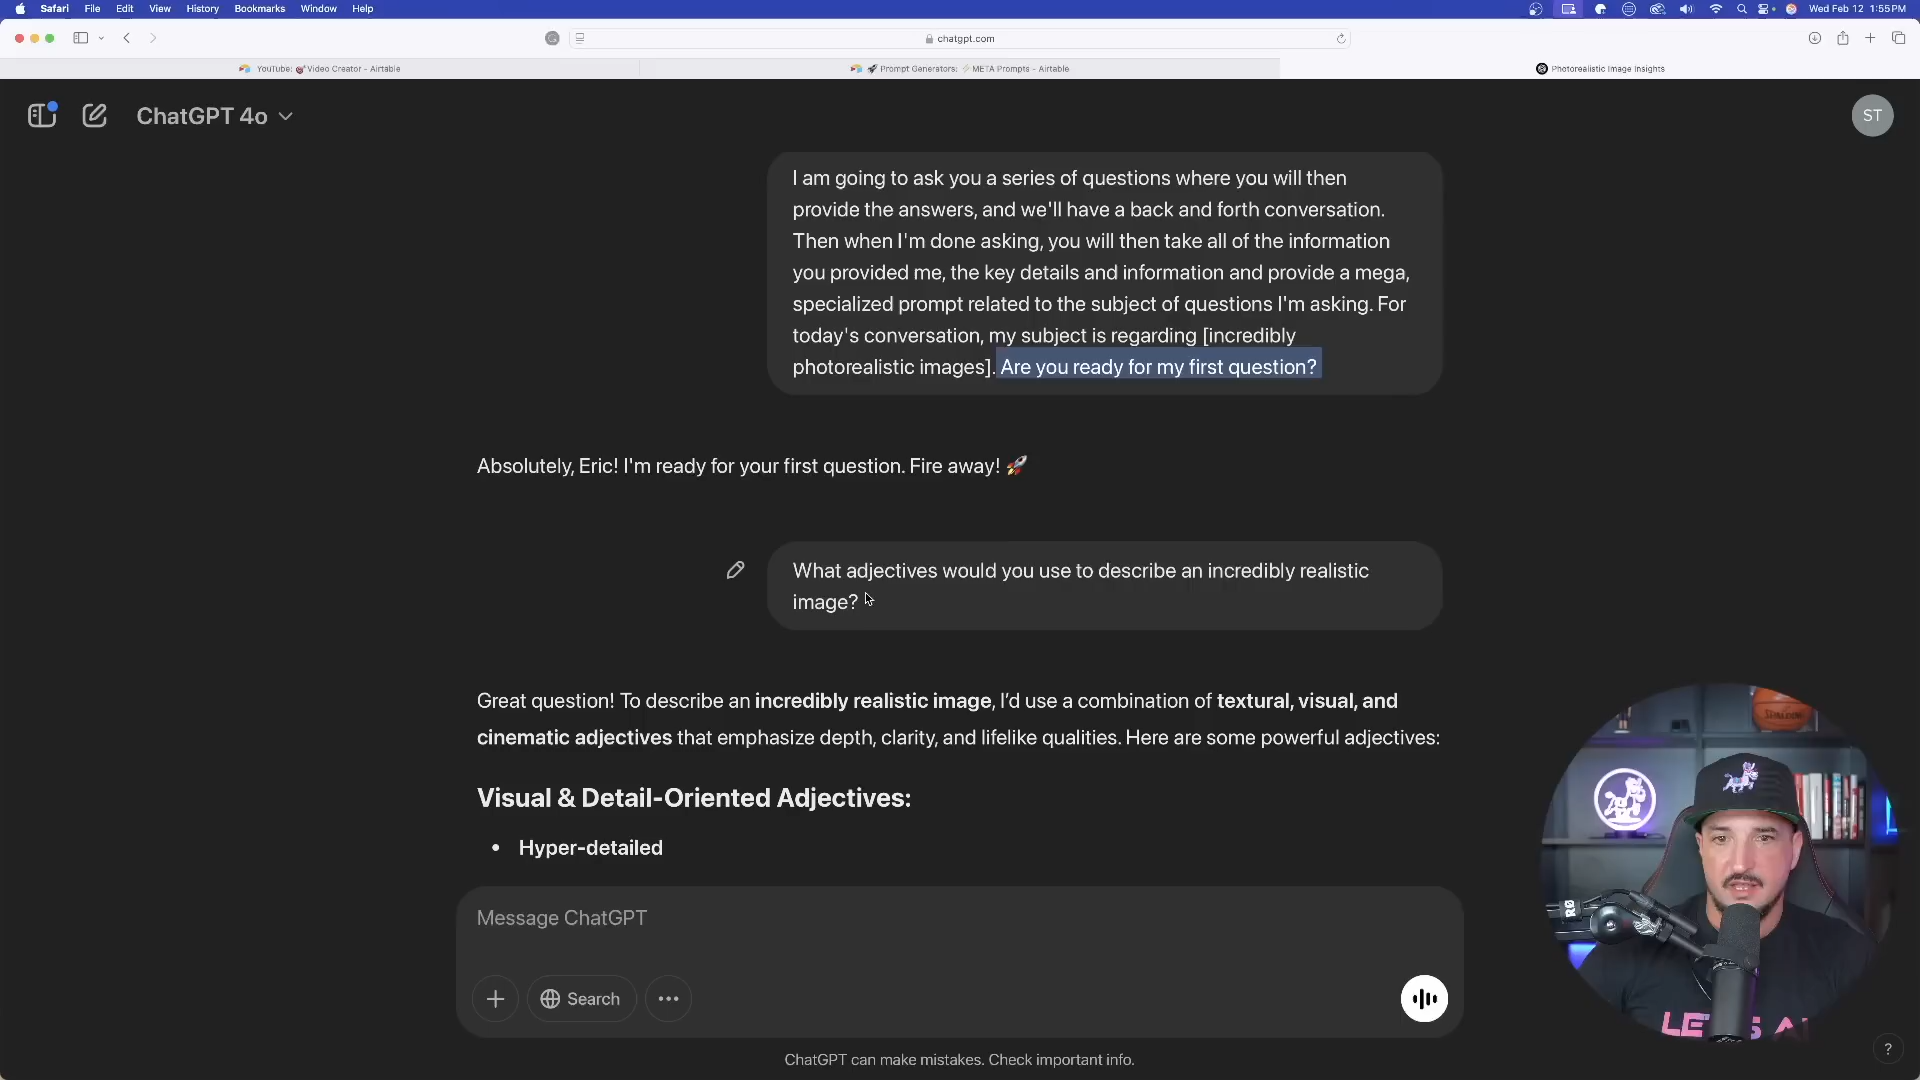 Safari File Edit View History Bookmarks Window Help Wed Feb 12 1:55 PM
chatgpt.com
YouTube: Video Creator - Airtable
Prompt Generators: META Prompts - Airtable
Photorealistic Image Insights
ChatGPT 4o
ST
I am going to ask you a series of questions where you will then
provide the answers, and we'll have a back and forth conversation.
Then when I'm done asking, you will then take all of the information
you provided me, the key details and information and provide a mega,
specialized prompt related to the subject of questions I'm asking. For
today's conversation, my subject is regarding [incredibly
photorealistic images]. Are you ready for my first question?
Absolutely, Eric! I'm ready for your first question. Fire away! 🚀
What adjectives would you use to describe an incredibly realistic
image?
Great question! To describe an incredibly realistic image, I'd use a combination of textural, visual, and
cinematic adjectives that emphasize depth, clarity, and lifelike qualities. Here are some powerful adjectives:
Visual & Detail-Oriented Adjectives:
• Hyper-detailed
Message ChatGPT
Search
ChatGPT can make mistakes. Check important info.
?
SPALDING
RØ
LET'S AI